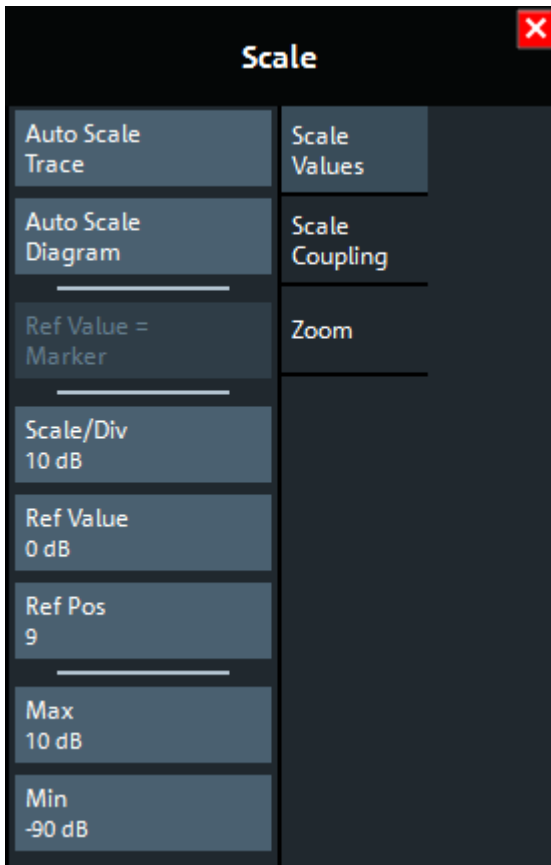 Scale
Auto Scale
Trace
Auto Scale
Diagram
Ref Value =
Marker
Scale/Div
10 dB
Ref Value
0 dB
Ref Pos
9
Max
10 dB
Min
-90 dB
Scale
Values
Scale
Coupling
Zoom